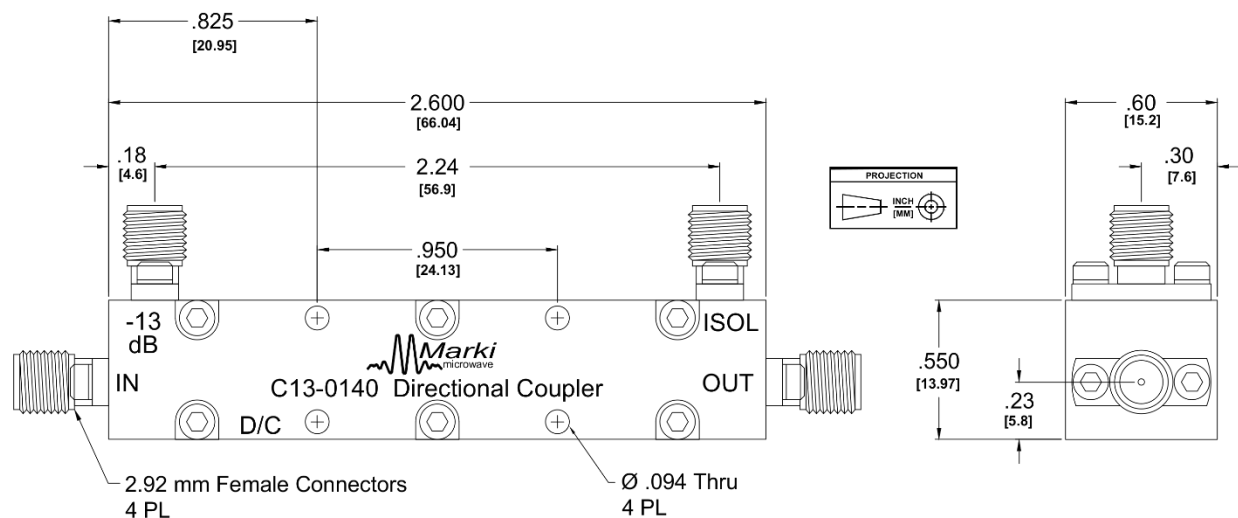 .825
[20.95]
2.600
[66.04]
.18
[4.6]
2.24
[56.9]
.950
[24.13]
PROJECTION
INCH
[MM]
.60
[15.2]
.30
[7.6]
-13
dB
ISOL
Marki
microwave
IN
C13-0140 Directional Coupler
OUT
D/C
.550
[13.97]
.23
[5.8]
2.92 mm Female Connectors
4 PL
Ø .094 Thru
4 PL